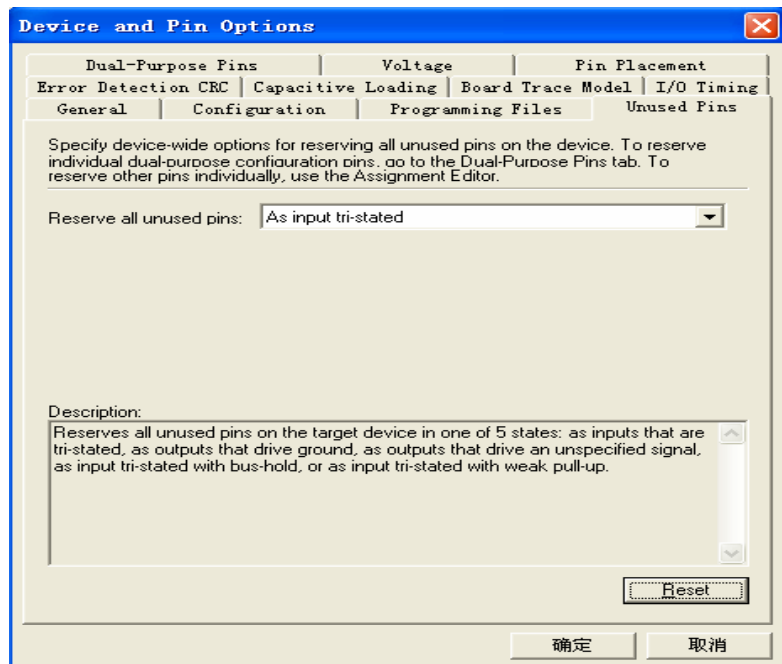 Device and Pin Options
Dual-Purpose Pins Voltage Pin Placement
Error Detection CRC Capacitive Loading Board Trace Model I/O Timing
General Configuration Programming Files Unused Pins
Specify device-wide options for reserving all unused pins on the device. To reserve
individual dual-purpose configuration pins, go to the Dual-Purpose Pins tab. To
reserve other pins individually, use the Assignment Editor.
Reserve all unused pins: As input tri-stated
Description:
Reserves all unused pins on the target device in one of 5 states: as inputs that are
tri-stated, as outputs that drive ground, as outputs that drive an unspecified signal,
as input tri-stated with bus-hold, or as input tri-stated with weak pull-up.
Reset
确定 取消